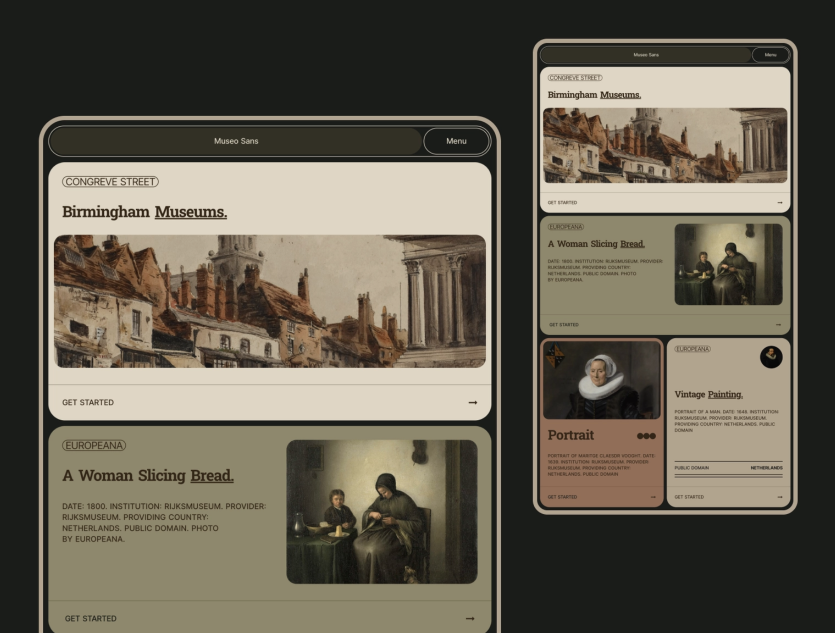 Museo Sans
Menu
CONGREVE STREET
Birmingham Museums.
GET STARTED
EUROPEANA
A Woman Slicing Bread.
DATE: 1800. INSTITUTION: RIJKSMUSEUM. PROVIDER:
RIJKSMUSEUM. PROVIDING COUNTRY:
NETHERLANDS. PUBLIC DOMAIN. PHOTO
BY EUROPEANA.
GET STARTED
Museo Sans
Menu
CONGREVE STREET
Birmingham Museums.
GET STARTED
EUROPEANA
A Woman Slicing Bread.
DATE: 1800. INSTITUTION: RIJKSMUSEUM. PROVIDER:
RIJKSMUSEUM. PROVIDING COUNTRY:
NETHERLANDS. PUBLIC DOMAIN. PHOTO
BY EUROPEANA.
GET STARTED
Portrait
PORTRAIT OF MARITGE CLAESDR VOOGHT. DATE:
1639. INSTITUTION: RIJKSMUSEUM. PROVIDER:
RIJKSMUSEUM. PROVIDING COUNTRY:
NETHERLANDS. PUBLIC DOMAIN
GET STARTED
EUROPEANA
Vintage Painting.
PORTRAIT OF A MAN. DATE: 1648. INSTITUTION:
RIJKSMUSEUM. PROVIDER: RIJKSMUSEUM.
PROVIDING COUNTRY: NETHERLANDS. PUBLIC
DOMAIN
PUBLIC DOMAIN
NETHERLANDS
GET STARTED